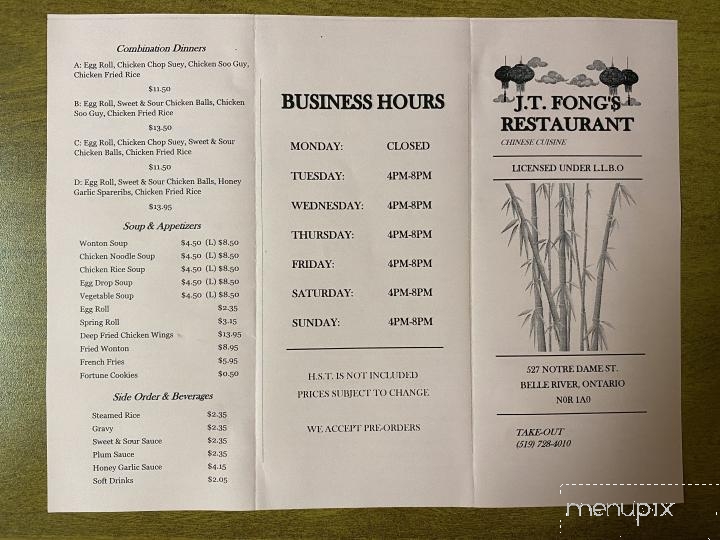 Combination Dinners
A: Egg Roll, Chicken Chop Suey, Chicken Soo Guy,
Chicken Fried Rice
$11.50
B: Egg Roll, Sweet & Sour Chicken Balls, Chicken
Soo Guy, Chicken Fried Rice
$13.50
C: Egg Roll, Chicken Chop Suey, Sweet & Sour
Chicken Balls, Chicken Fried Rice
$11.50
D: Egg Roll, Sweet & Sour Chicken Balls, Honey
Garlic Spareribs, Chicken Fried Rice
$13.95
Soup & Appetizers
Wonton Soup $4.50 (L) $8.50
Chicken Noodle Soup $4.50 (L) $8.50
Chicken Rice Soup $4.50 (L) $8.50
Egg Drop Soup $4.50 (L) $8.50
Vegetable Soup $4.50 (L) $8.50
Egg Roll $2.35
Spring Roll $3.15
Deep Fried Chicken Wings $13.95
Fried Wonton $8.95
French Fries $5.95
Fortune Cookies $0.50
Side Order & Beverages
Steamed Rice $2.35
Gravy $2.35
Sweet & Sour Sauce $2.35
Plum Sauce $2.35
Honey Garlic Sauce $4.15
Soft Drinks $2.05
BUSINESS HOURS
MONDAY: CLOSED
TUESDAY: 4PM-8PM
WEDNESDAY: 4PM-8PM
THURSDAY: 4PM-8PM
FRIDAY: 4PM-8PM
SATURDAY: 4PM-8PM
SUNDAY: 4PM-8PM
H.S.T. IS NOT INCLUDED
PRICES SUBJECT TO CHANGE
WE ACCEPT PRE-ORDERS
J.T. FONG'S
RESTAURANT
CHINESE CUISINE
LICENSED UNDER L.L.B.O
527 NOTRE DAME ST.
BELLE RIVER, ONTARIO
N0R 1A0
TAKE-OUT
(519) 728-4010
menupix